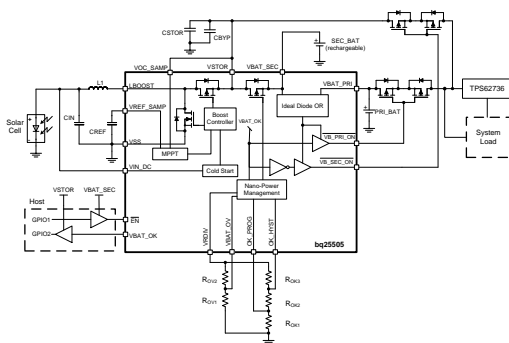 CSTOR
CBYP
SEC_BAT
(rechargeable)
VOC_SAMP
VSTOR
VBAT_SEC
L1
LBOOST
VBAT_PRI
TPS62736
Solar
Cell
CIN
CREF
VREF_SAMP
Boost
Controller
Ideal Diode OR
PRI_BAT
VBAT_OK
VB_PRI_ON
System
Load
VSS
MPPT
VB_SEC_ON
VIN_DC
Cold Start
VSTOR
VBAT_SEC
Nano-Power
Management
Host
GPIO1
EN
GPIO2
VBAT_OK
VRDIV
VBAT_OV
OK_PROG
OK_HYST
bq25505
ROV2
ROK3
ROV1
ROK2
ROK1